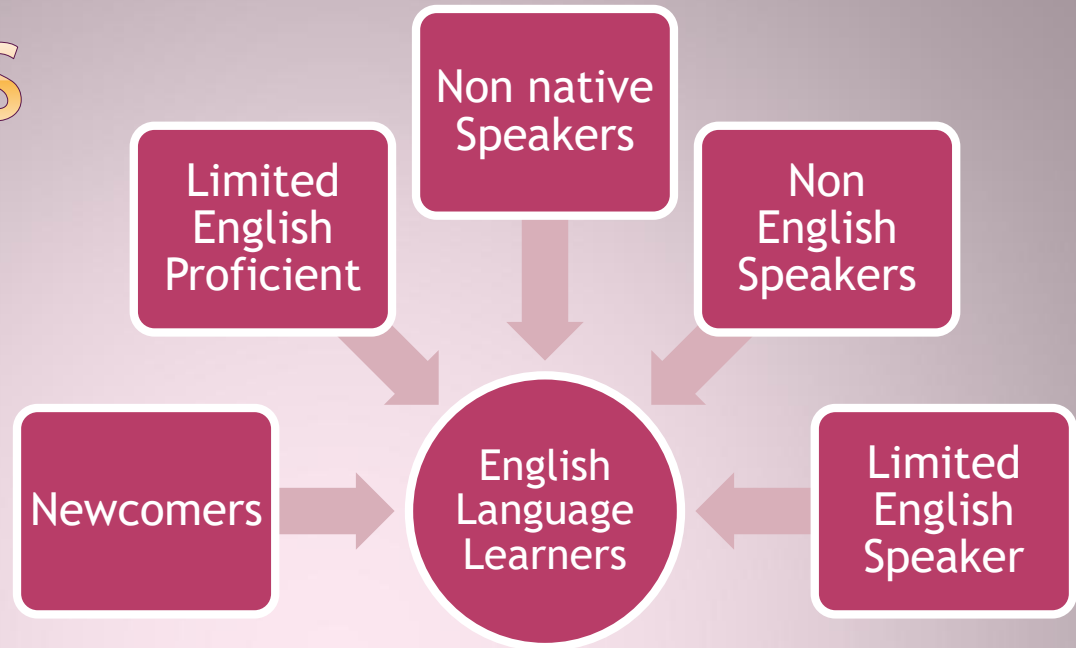 S
Non native
Speakers
Limited
English
Proficient
Non
English
Speakers
Newcomers
English
Language
Learners
Limited
English
Speaker